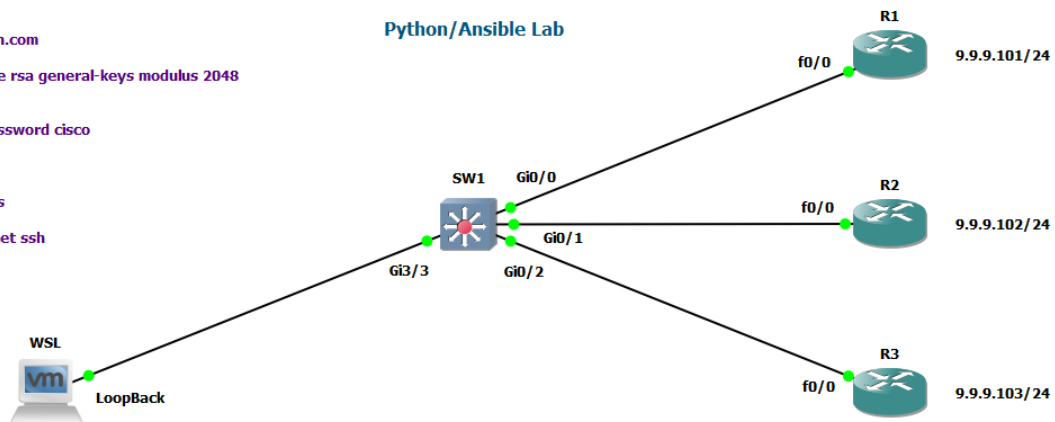 Python/Ansible Lab
n.com
e rsa general-keys modulus 2048
ssword cisco
s
et ssh
R1
f0/0
9.9.9.101/24
SW1
Gi0/0
R2
f0/0
Gi0/1
9.9.9.102/24
Gi3/3
Gi0/2
WSL
vm
LoopBack
R3
f0/0
9.9.9.103/24